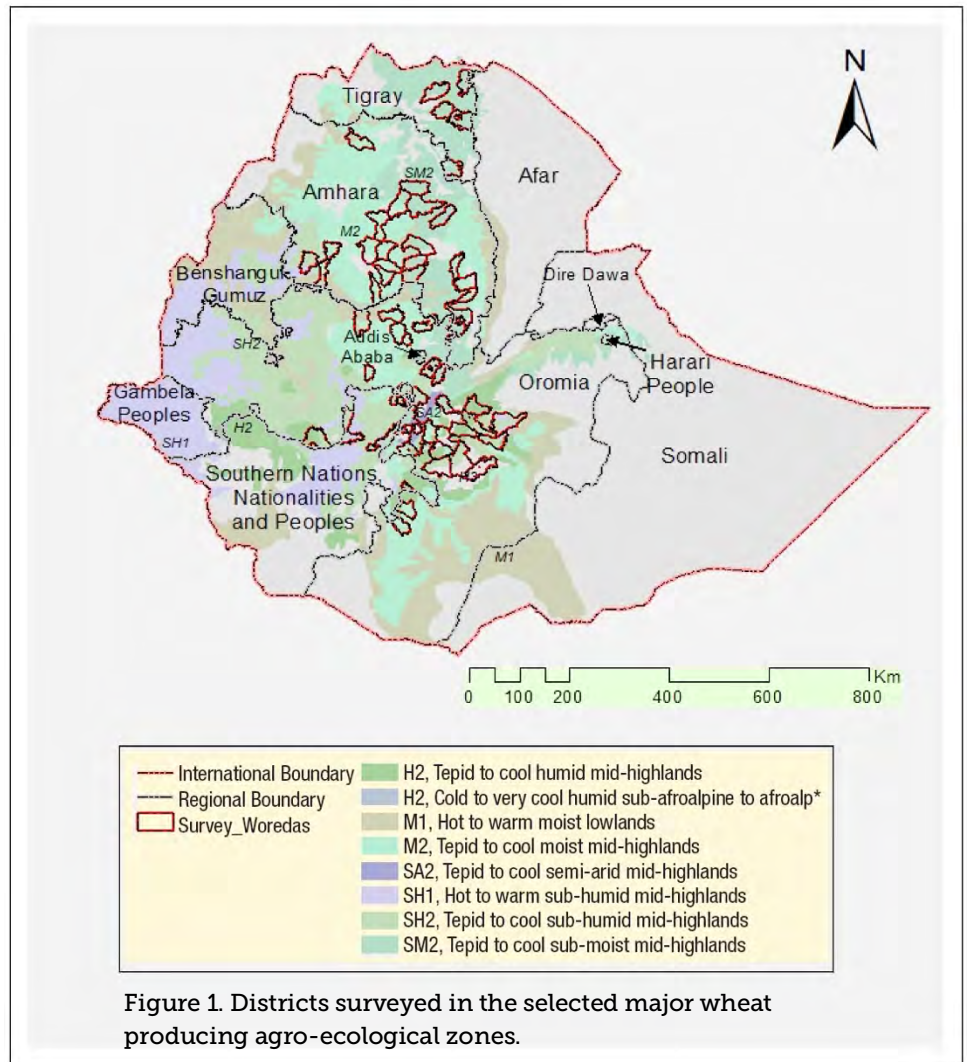 N
Tigray
Afar
SM2
Amhara
M2
Dire Dawa
Benshangul
Gumuz
SH2
Addis
Ababa
Harari
People
Oromia
Gambela
Peoples
SA2
H2
SH1
Somali
Southern Nations,
Nationalities
and Peoples
M1
Km
0 100 200 400 600 800
International Boundary
Regional Boundary
Survey_Woredas
H2, Tepid to cool humid mid-highlands
H2, Cold to very cool humid sub-afroalpine to afroalp*
M1, Hot to warm moist lowlands
M2, Tepid to cool moist mid-highlands
SA2, Tepid to cool semi-arid mid-highlands
SH1, Hot to warm sub-humid mid-highlands
SH2, Tepid to cool sub-humid mid-highlands
SM2, Tepid to cool sub-moist mid-highlands
Figure 1. Districts surveyed in the selected major wheat
producing agro-ecological zones.